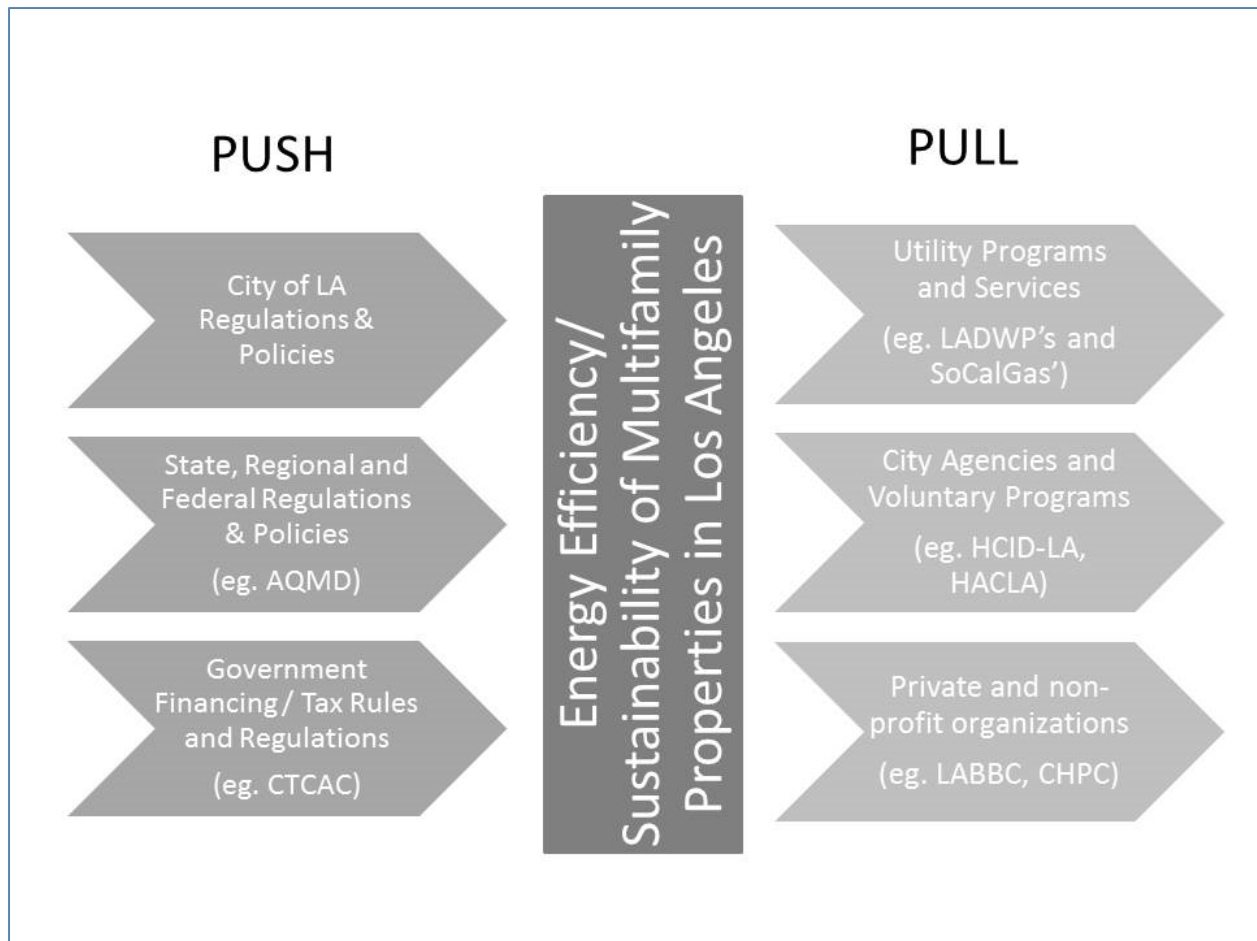 PUSH
City of LA
Regulations &
Policies
State, Regional and
Federal Regulations
& Policies
(eg. AQMD)
Government
Financing / Tax Rules
and Regulations
(eg. CTCAC)
Energy Efficiency/
Sustainability of Multifamily
Properties in Los Angeles
PULL
Utility Programs
and Services
(eg. LADWP’s and
SoCalGas’)
City Agencies and
Voluntary Programs
(eg. HCID-LA,
HACLA)
Private and non-
profit organizations
(eg. LABBC, CHPC)